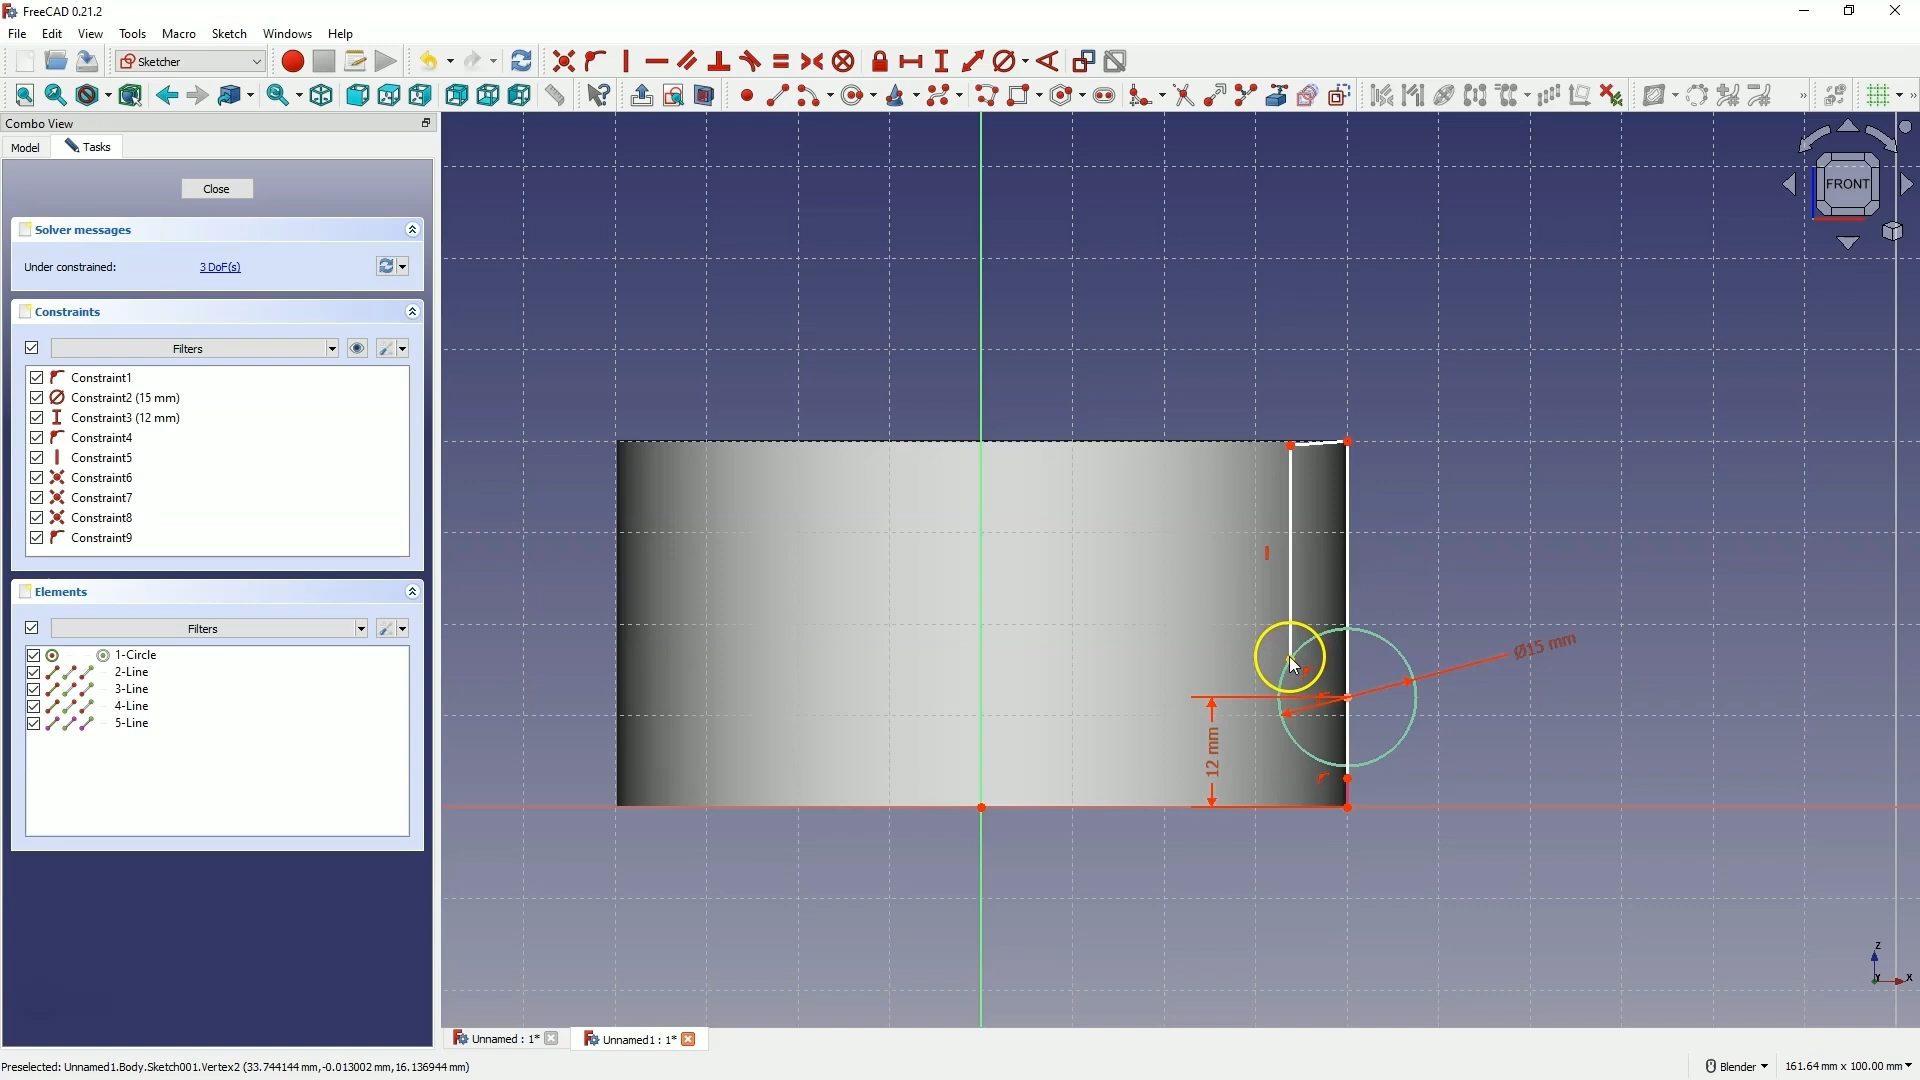 FreeCAD 0.21.2
File Edit View Tools Macro Sketch Windows Help
Sketcher
Combo View
Model Tasks
Close
Solver messages
Under constrained: 3 DoF(s)
Constraints
Filters
Constraint1
Constraint2 (15 mm)
Constraint3 (12 mm)
Constraint4
Constraint5
Constraint6
Constraint7
Constraint8
Constraint9
Elements
Filters
1-Circle
2-Line
3-Line
4-Line
5-Line
FRONT
Ø15 mm
12 mm
Z
Y X
Unnamed : 1* Unnamed1 : 1*
Preselected: Unnamed1.Body.Sketch001.Vertex2 (33.744144 mm,-0.013002 mm,16.136944 mm)
Blender 161.64 mm x 100.00 mm